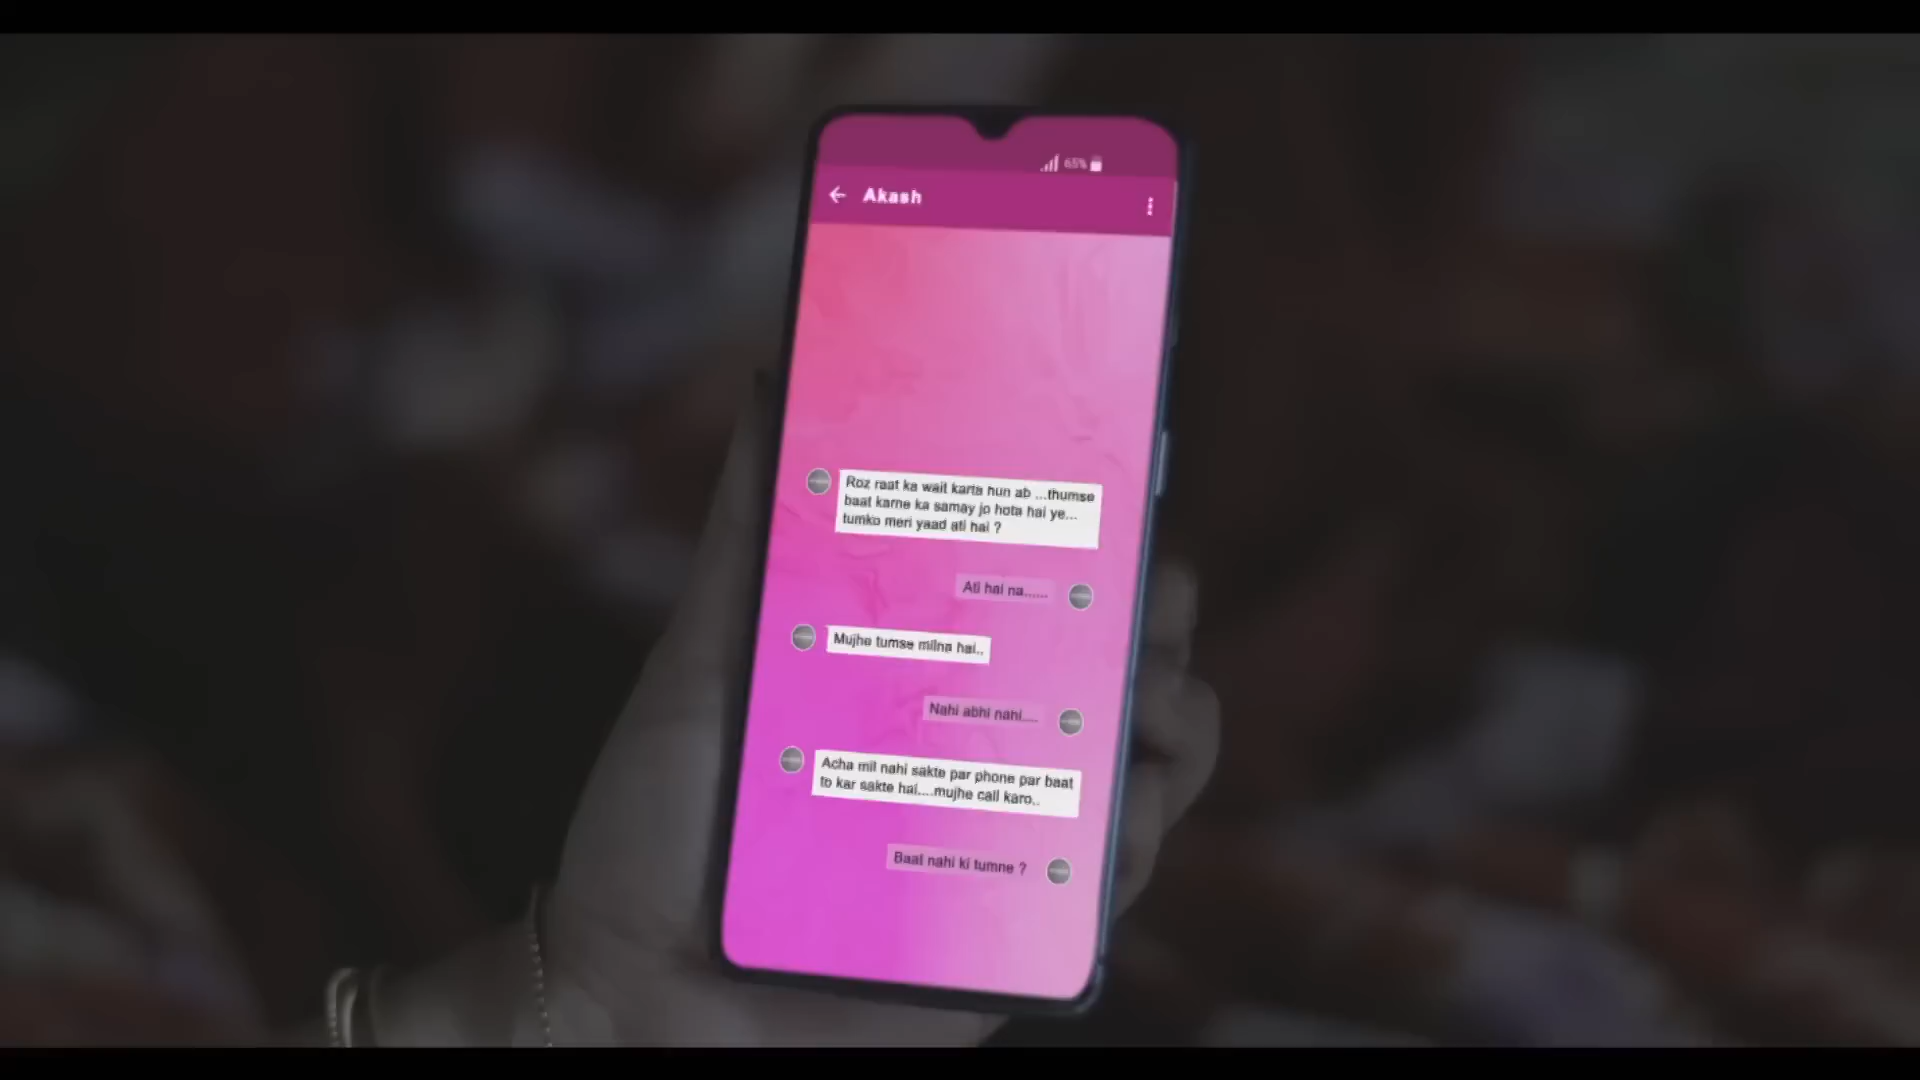 65%
Akash
Roz raat ka wait karta hun ab ...thumse
baat karne ka samay jo hota hai ye...
tumko meri yaad ati hai ?
Ati hai na......
Mujhe tumse milna hai..
Nahi abhi nahi....
Acha mil nahi sakte par phone par baat
to kar sakte hai....mujhe call karo..
Baat nahi ki tumne ?